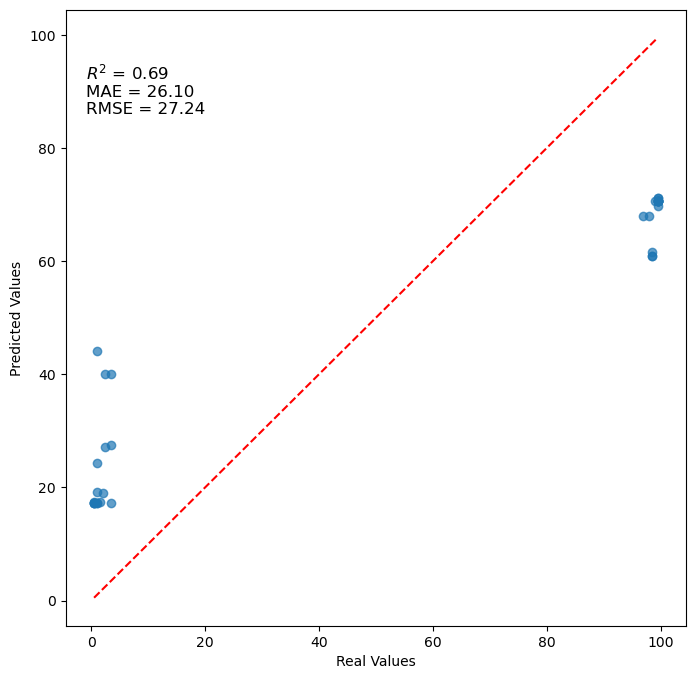 100
80
60
40
20
0
Predicted Values
R² = 0.69
MAE = 26.10
RMSE = 27.24
0 20 40 60 80 100
Real Values